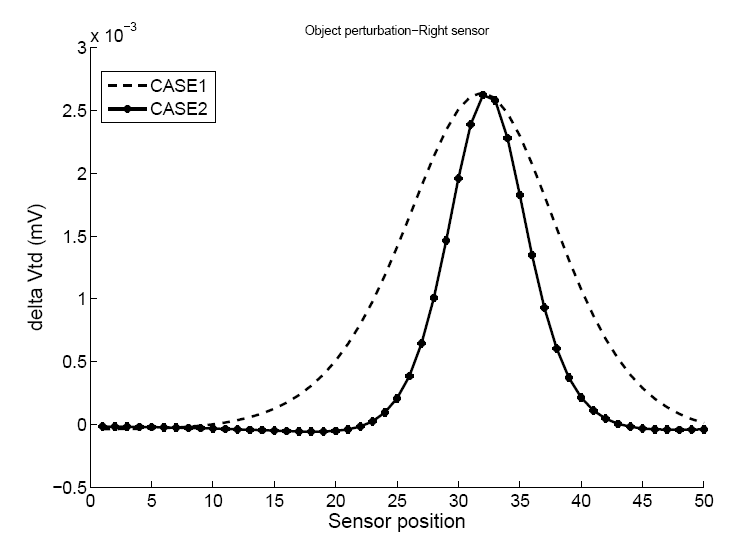 Object perturbation−Right sensor
x 10⁻³
3
2.5
2
1.5
1
0.5
0
−0.5
CASE1
CASE2
delta Vtd (mV)
0 5 10 15 20 25 30 35 40 45 50
Sensor position